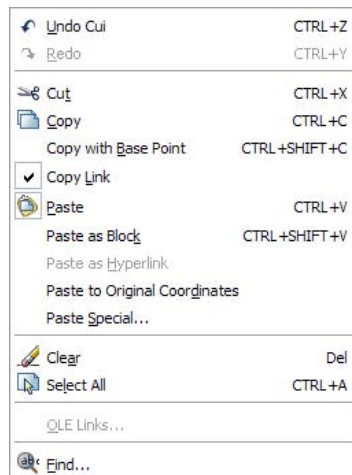 Undo Cui CTRL+Z
Redo CTRL+Y
Cut CTRL+X
Copy CTRL+C
Copy with Base Point CTRL+SHIFT+C
Copy Link
Paste CTRL+V
Paste as Block CTRL+SHIFT+V
Paste as Hyperlink
Paste to Original Coordinates
Paste Special...
Clear Del
Select All CTRL+A
OLE Links...
Find...